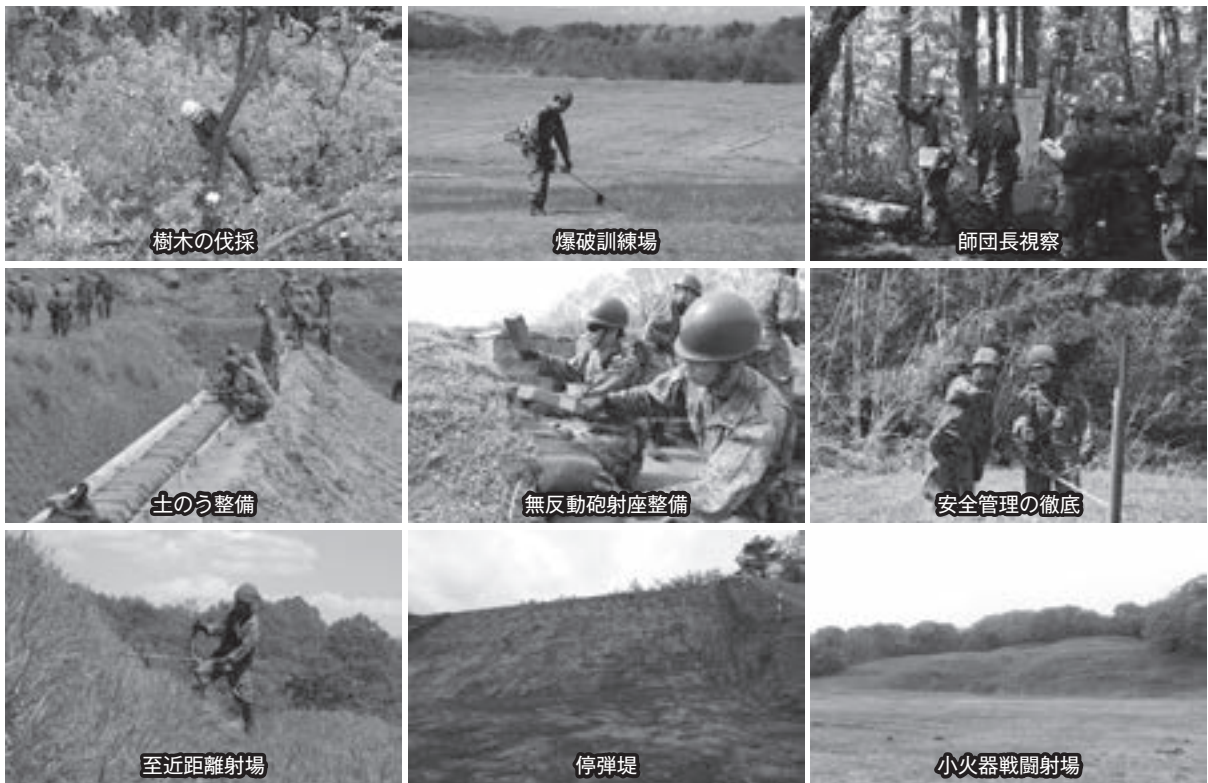 樹木の伐採
爆破訓練場
師団長視察
土のう整備
無反動砲射座整備
安全管理の徹底
至近距離射場
停弾堤
小火器戦闘射場